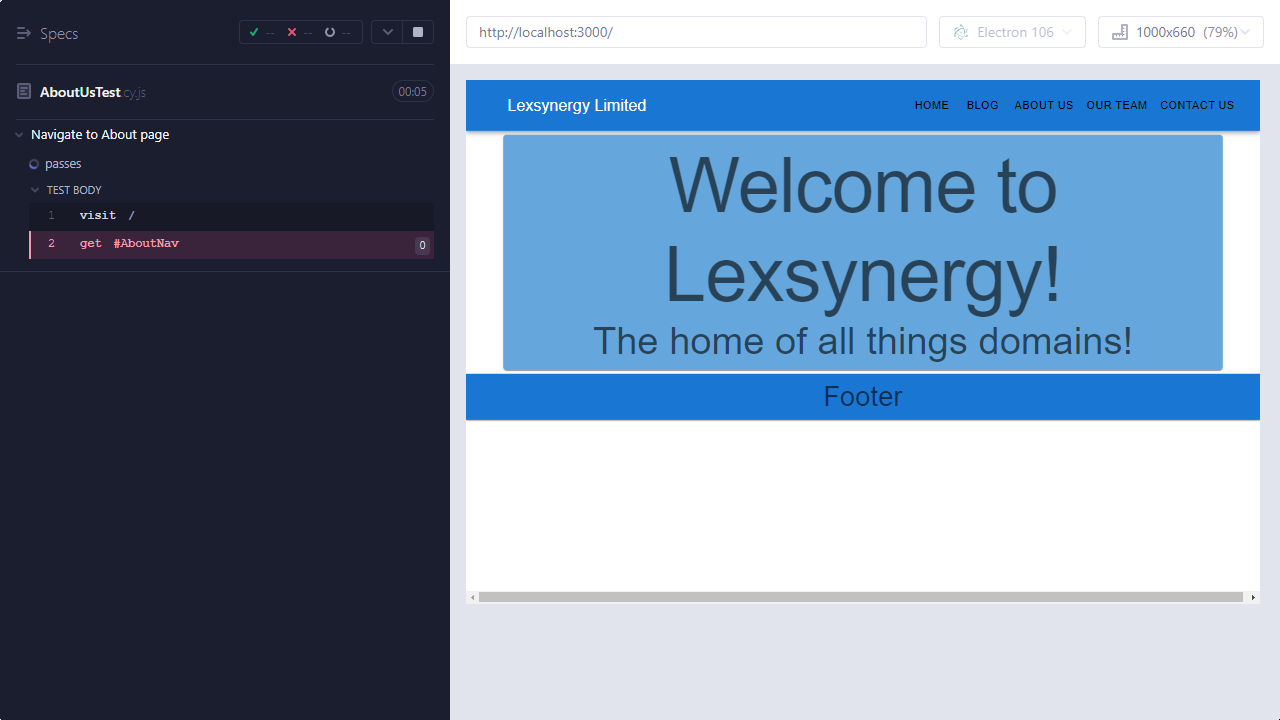 Specs
-- -- --
AboutUsTest.cy.js 00:05
Navigate to About page
passes
TEST BODY
1 visit /
2 get #AboutNav 0
http://localhost:3000/
Electron 106
1000x660 (79%)
Lexsynergy Limited
HOME BLOG ABOUT US OUR TEAM CONTACT US
Welcome to
Lexsynergy!
The home of all things domains!
Footer